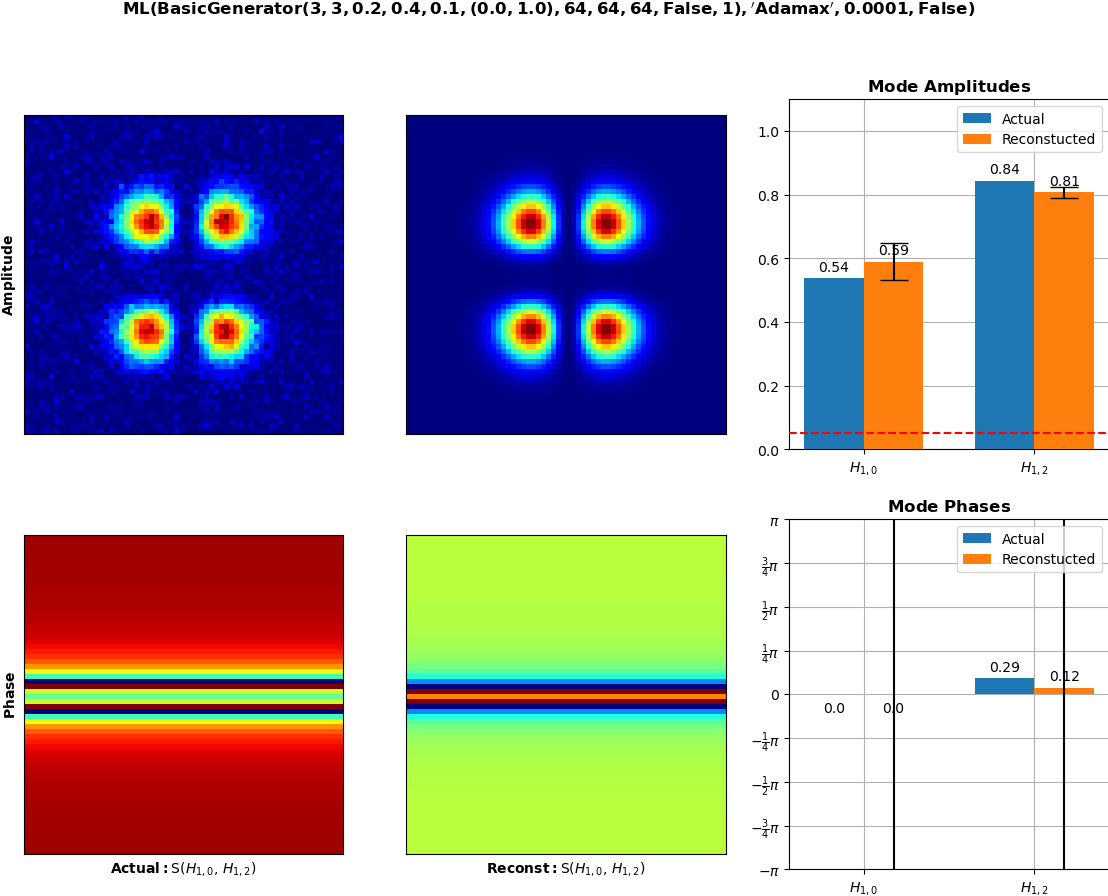 ML(BasicGenerator(3, 3, 0.2, 0.4, 0.1, (0.0, 1.0), 64, 64, 64, False, 1), 'Adamax', 0.0001, False)
Amplitude
Mode Amplitudes
Actual
Reconstucted
1.0
0.8
0.6
0.4
0.2
0.0
0.54
0.59
0.84
0.81
H1,0
H1,2
Phase
Actual: S(H1,0, H1,2)
Reconst: S(H1,0, H1,2)
Mode Phases
Actual
Reconstucted
π
3/4π
1/2π
1/4π
0
−1/4π
−1/2π
−3/4π
−π
0.0
0.0
0.29
0.12
H1,0
H1,2